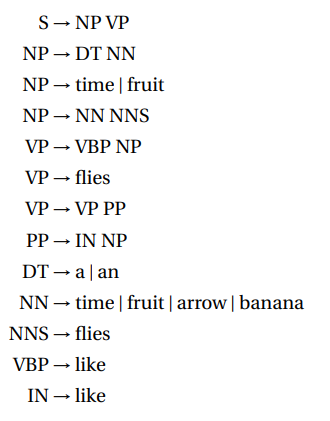 S → NP VP
NP → DT NN
NP → time | fruit
NP → NN NNS
VP → VBP NP
VP → flies
VP → VP PP
PP → IN NP
DT → a | an
NN → time | fruit | arrow | banana
NNS → flies
VBP → like
IN → like